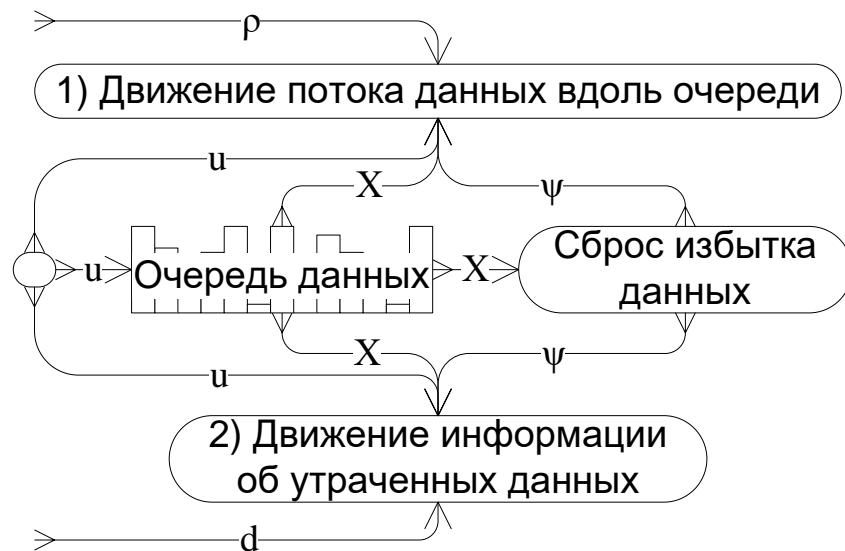 ρ
1) Движение потока данных вдоль очереди
u
X
ψ
u
Очередь данных
X
Сброс избытка
данных
X
ψ
u
2) Движение информации
об утраченных данных
d